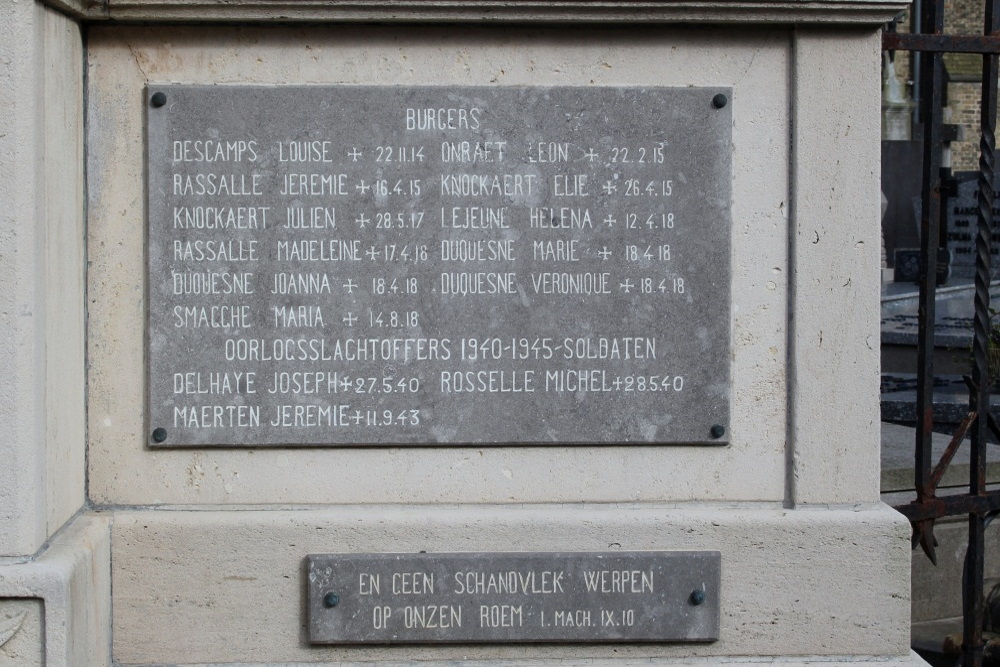 BURGERS
DESCAMPS LOUISE + 22.11.14 ONRAET LEON + 22.2.15
RASSALLE JEREMIE + 16.4.15 KNOCKAERT ELIE + 26.4.15
KNOCKAERT JULIEN + 28.5.17 LEJEUNE HELENA + 12.4.18
RASSALLE MADELEINE + 17.4.18 DUQUESNE MARIE + 18.4.18
DUQUESNE JOANNA + 18.4.18 DUQUESNE VERONIQUE + 18.4.18
SMAGGHE MARIA + 14.8.18
OORLOGSSLACHTOFFERS 1940-1945-SOLDATEN
DELHAYE JOSEPH + 27.5.40 ROSSELLE MICHEL + 28.5.40
MAERTEN JEREMIE + 11.9.43
EN GEEN SCHANDVLEK WERPEN
OP ONZEN ROEM 1. MACH. IX.10